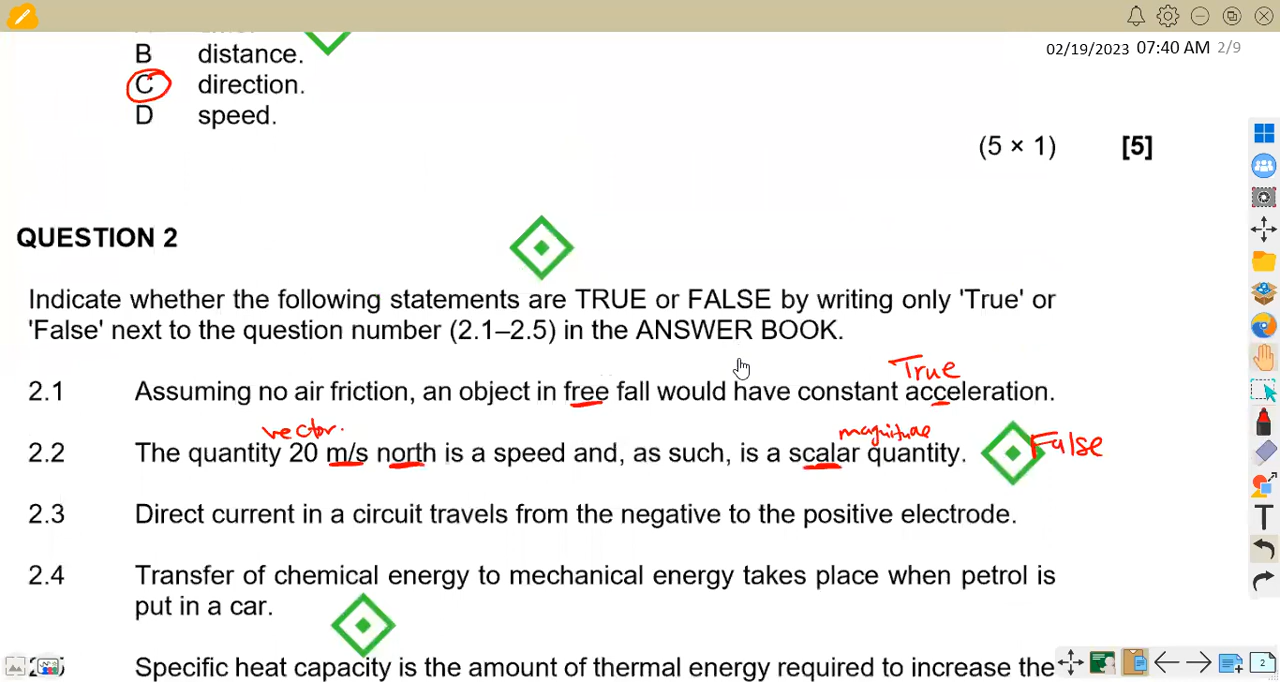 02/19/2023 07:40 AM 2/9
B distance.
C direction.
D speed.
(5 × 1) [5]
QUESTION 2
Indicate whether the following statements are TRUE or FALSE by writing only 'True' or
'False' next to the question number (2.1–2.5) in the ANSWER BOOK.
True
2.1 Assuming no air friction, an object in free fall would have constant acceleration.
vector. magnitude
2.2 The quantity 20 m/s north is a speed and, as such, is a scalar quantity. False
2.3 Direct current in a circuit travels from the negative to the positive electrode.
2.4 Transfer of chemical energy to mechanical energy takes place when petrol is
put in a car.
Specific heat capacity is the amount of thermal energy required to increase the
T
2